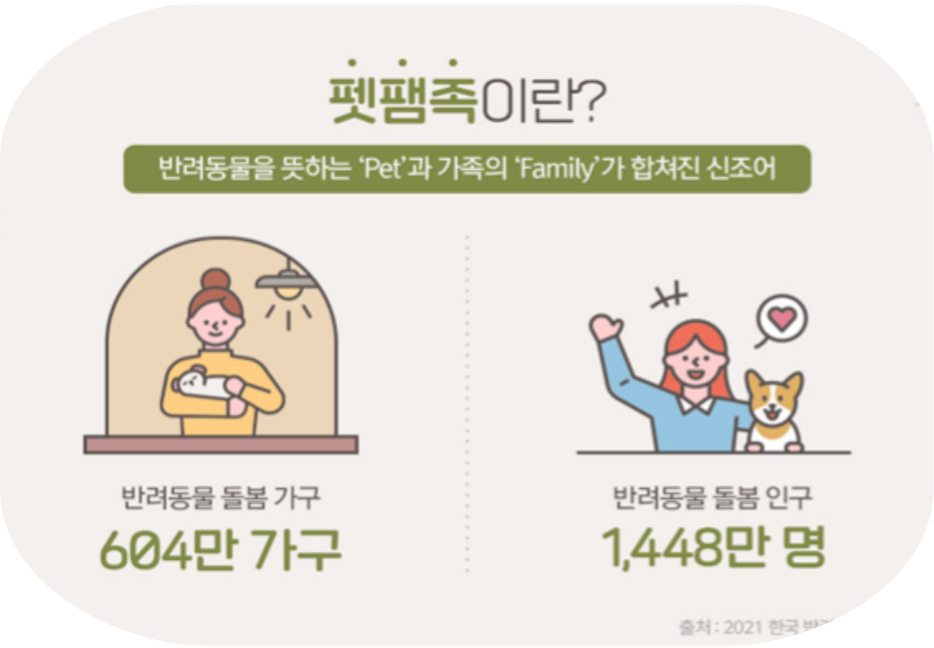 펫팸족이란?
반려동물을 뜻하는 ‘Pet’과 가족의 ‘Family’가 합쳐진 신조어
반려동물 돌봄 가구
604만 가구
반려동물 돌봄 인구
1,448만 명
출처 : 2021 한국